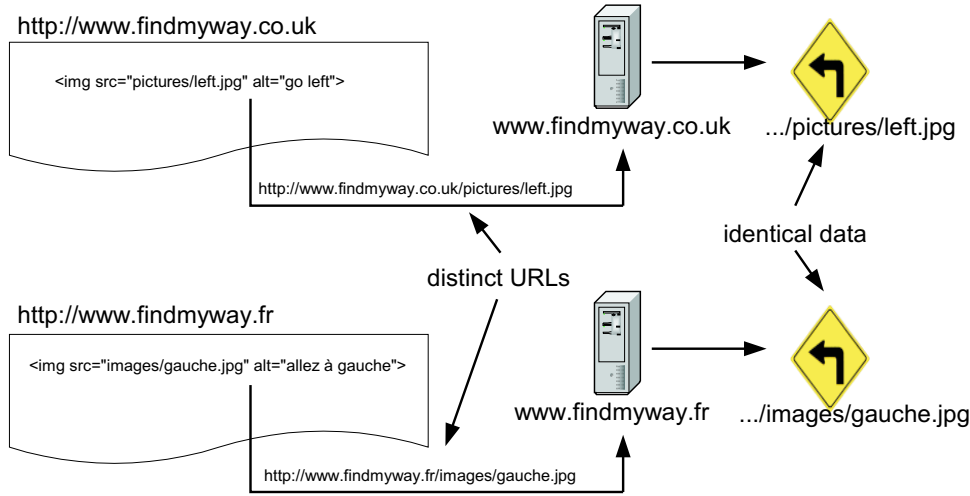 http://www.findmyway.co.uk
<img src="pictures/left.jpg" alt="go left">
www.findmyway.co.uk
.../pictures/left.jpg
http://www.findmyway.co.uk/pictures/left.jpg
identical data
distinct URLs
http://www.findmyway.fr
<img src="images/gauche.jpg" alt="allez à gauche">
www.findmyway.fr
.../images/gauche.jpg
http://www.findmyway.fr/images/gauche.jpg